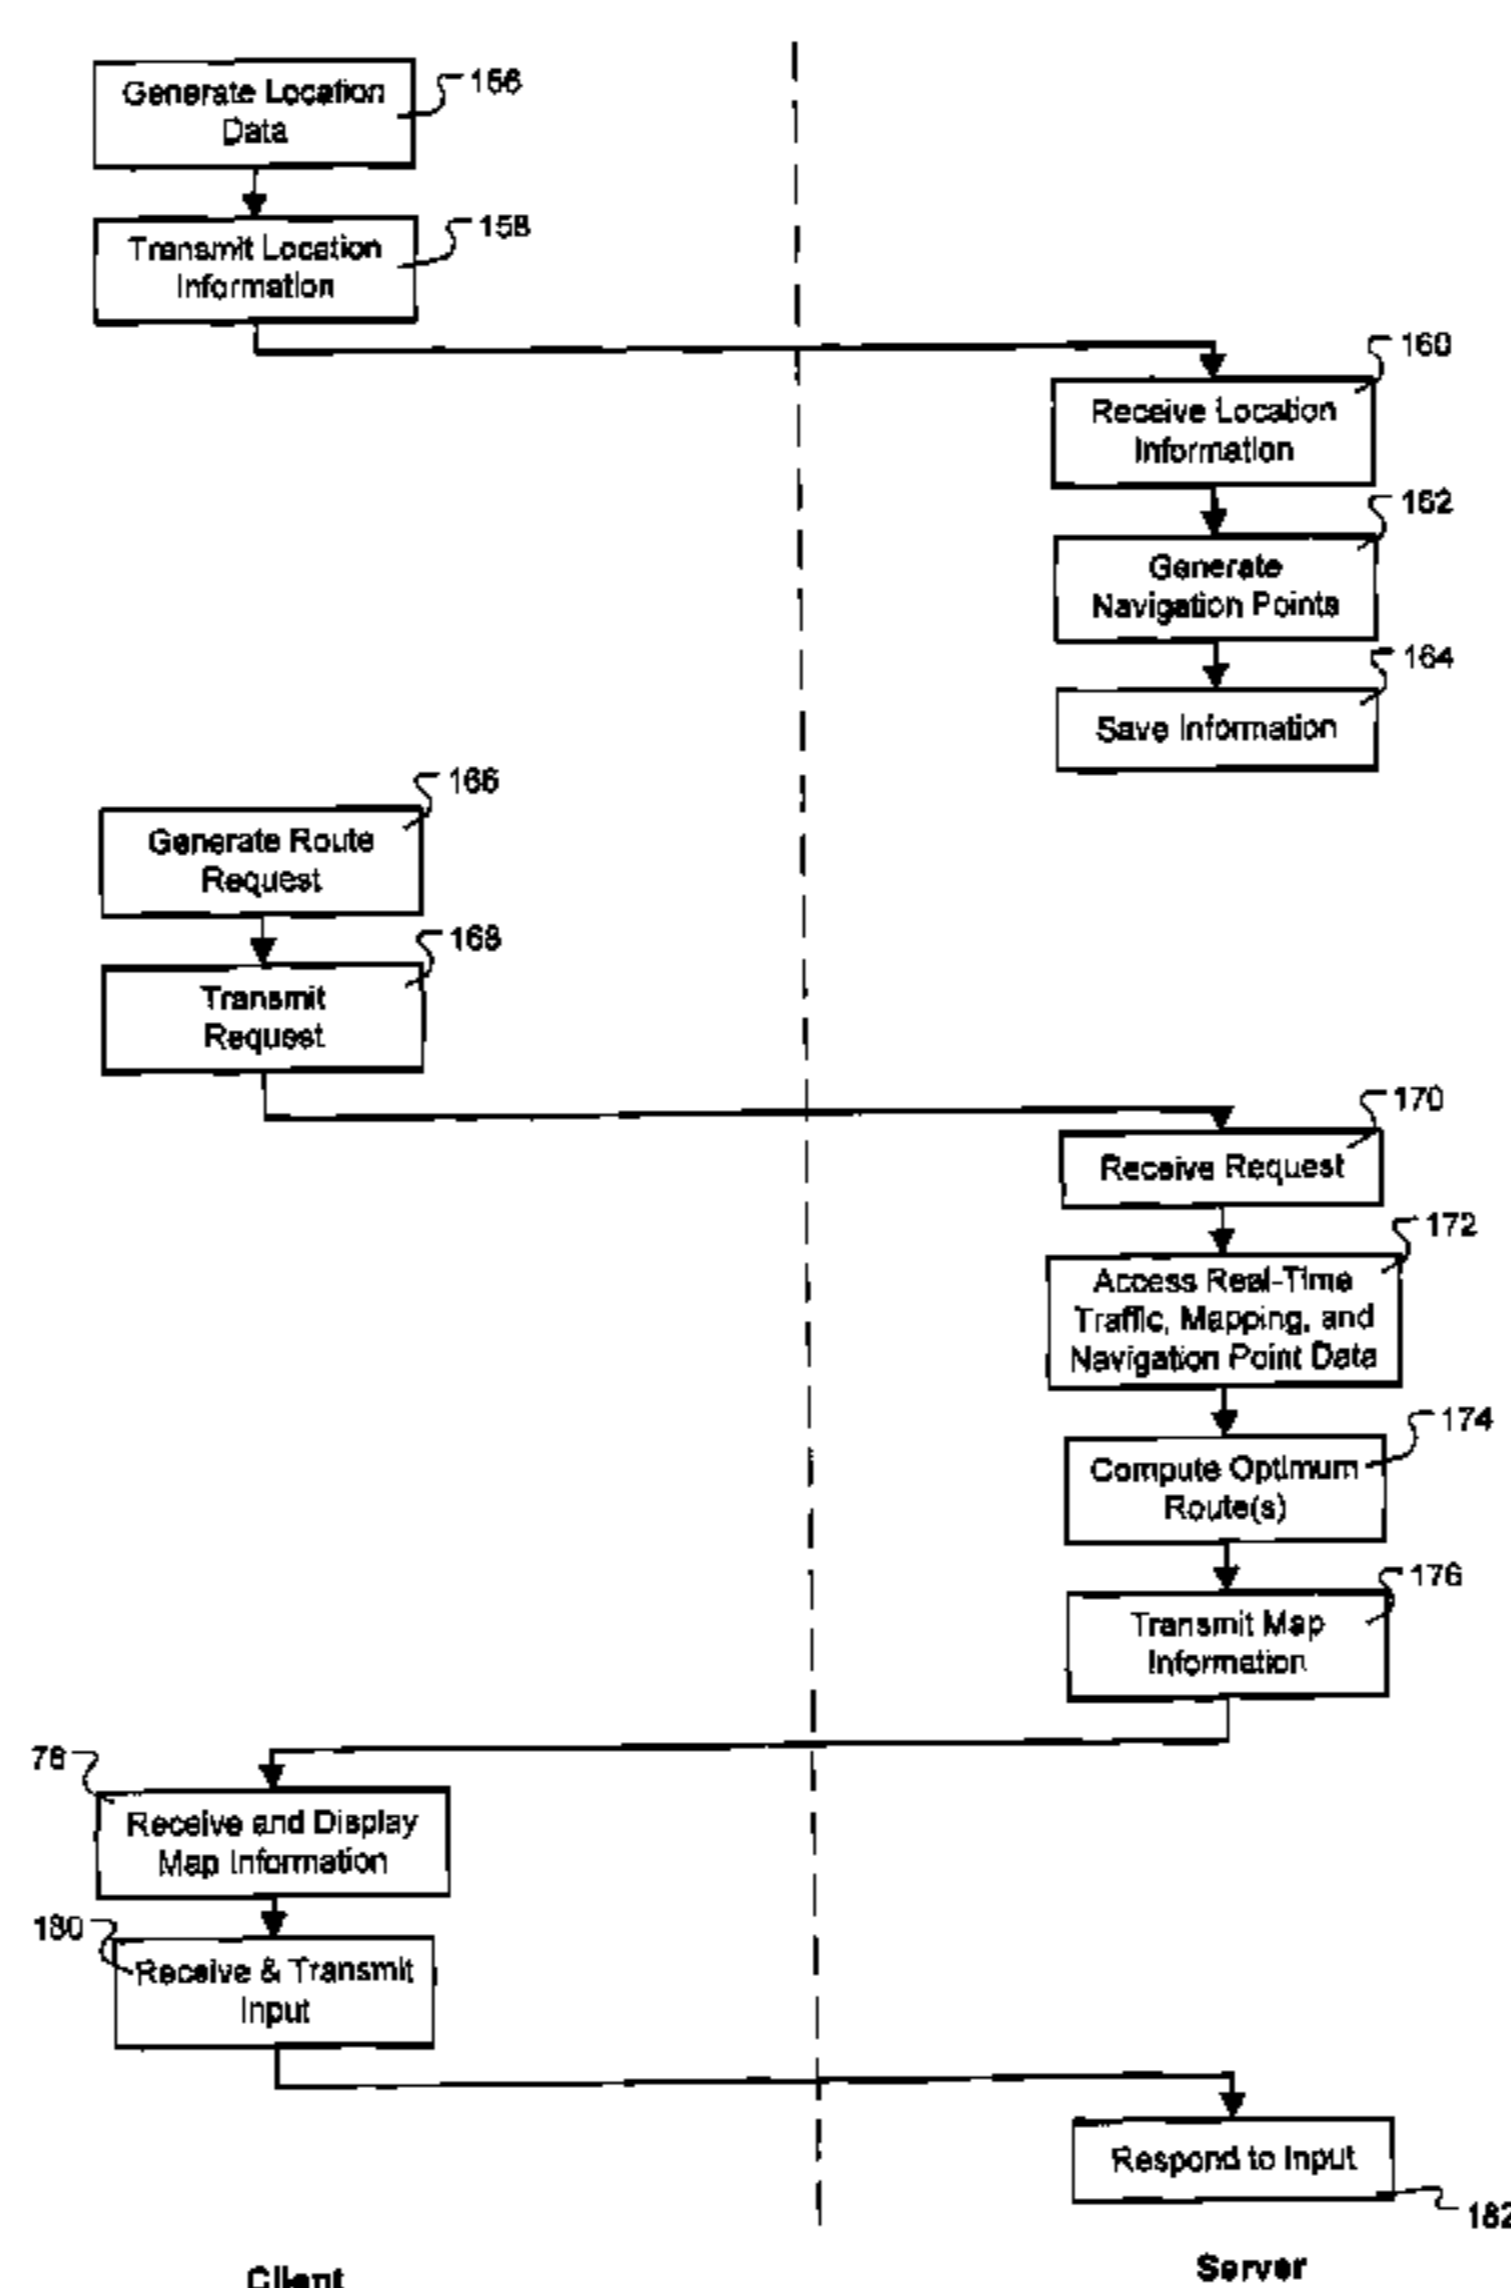 Generate Location
Data
156
Transmit Location
Information
158
160
Receive Location
Information
162
Generate
Navigation Points
164
Save Information
166
Generate Route
Request
168
Transmit
Request
170
Receive Request
172
Access Real-Time
Traffic, Mapping, and
Navigation Point Data
174
Compute Optimum
Route(s)
176
Transmit Map
Information
78
Receive and Display
Map Information
180
Receive & Transmit
Input
Respond to Input
182
Client
Server